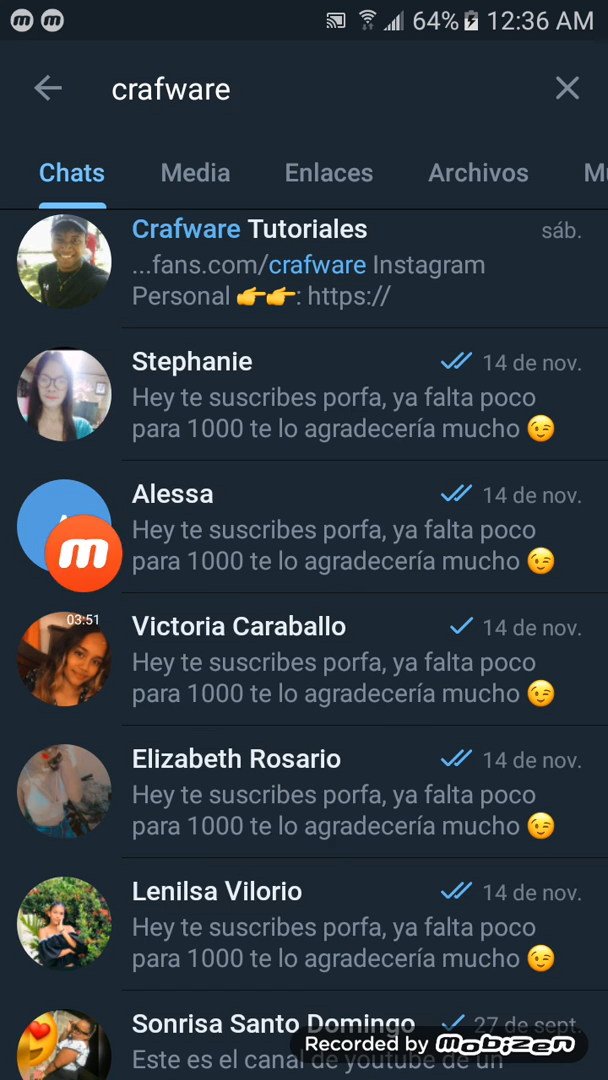 64% 12:36 AM
crafware
Chats Media Enlaces Archivos
Crafware Tutoriales sáb.
...fans.com/crafware Instagram
Personal 👉👉: https://
Stephanie 14 de nov.
Hey te suscribes porfa, ya falta poco
para 1000 te lo agradecería mucho 😉
Alessa 14 de nov.
Hey te suscribes porfa, ya falta poco
para 1000 te lo agradecería mucho 😉
03:51
Victoria Caraballo 14 de nov.
Hey te suscribes porfa, ya falta poco
para 1000 te lo agradecería mucho 😉
Elizabeth Rosario 14 de nov.
Hey te suscribes porfa, ya falta poco
para 1000 te lo agradecería mucho 😉
Lenilsa Vilorio 14 de nov.
Hey te suscribes porfa, ya falta poco
para 1000 te lo agradecería mucho 😉
Sonrisa Santo Domingo 27 de sept.
Recorded by Mobizen
Este es el canal de youtube de un